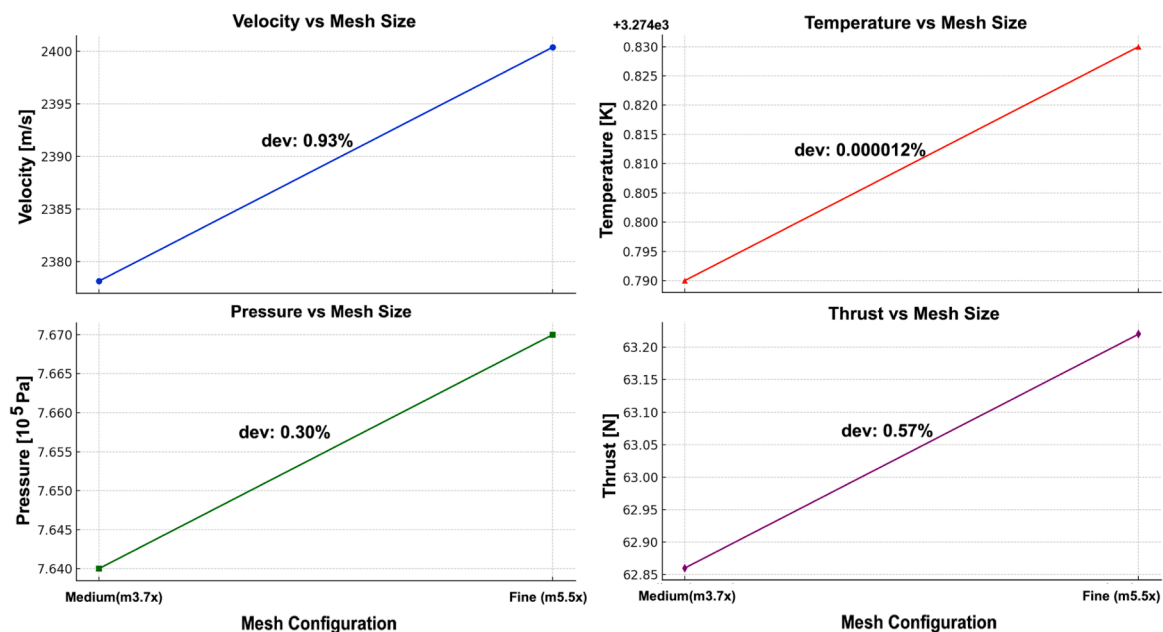 Velocity vs Mesh Size
2400
2395
2390
2385
2380
Velocity [m/s]
dev: 0.93%
+3.274e3
Temperature vs Mesh Size
0.830
0.825
0.820
0.815
0.810
0.805
0.800
0.795
0.790
Temperature [K]
dev: 0.000012%
Pressure vs Mesh Size
7.670
7.665
7.660
7.655
7.650
7.645
7.640
Pressure [10⁵ Pa]
dev: 0.30%
Medium(m3.7x)
Fine (m5.5x)
Mesh Configuration
Thrust vs Mesh Size
63.20
63.15
63.10
63.05
63.00
62.95
62.90
62.85
Thrust [N]
dev: 0.57%
Medium(m3.7x)
Fine (m5.5x)
Mesh Configuration